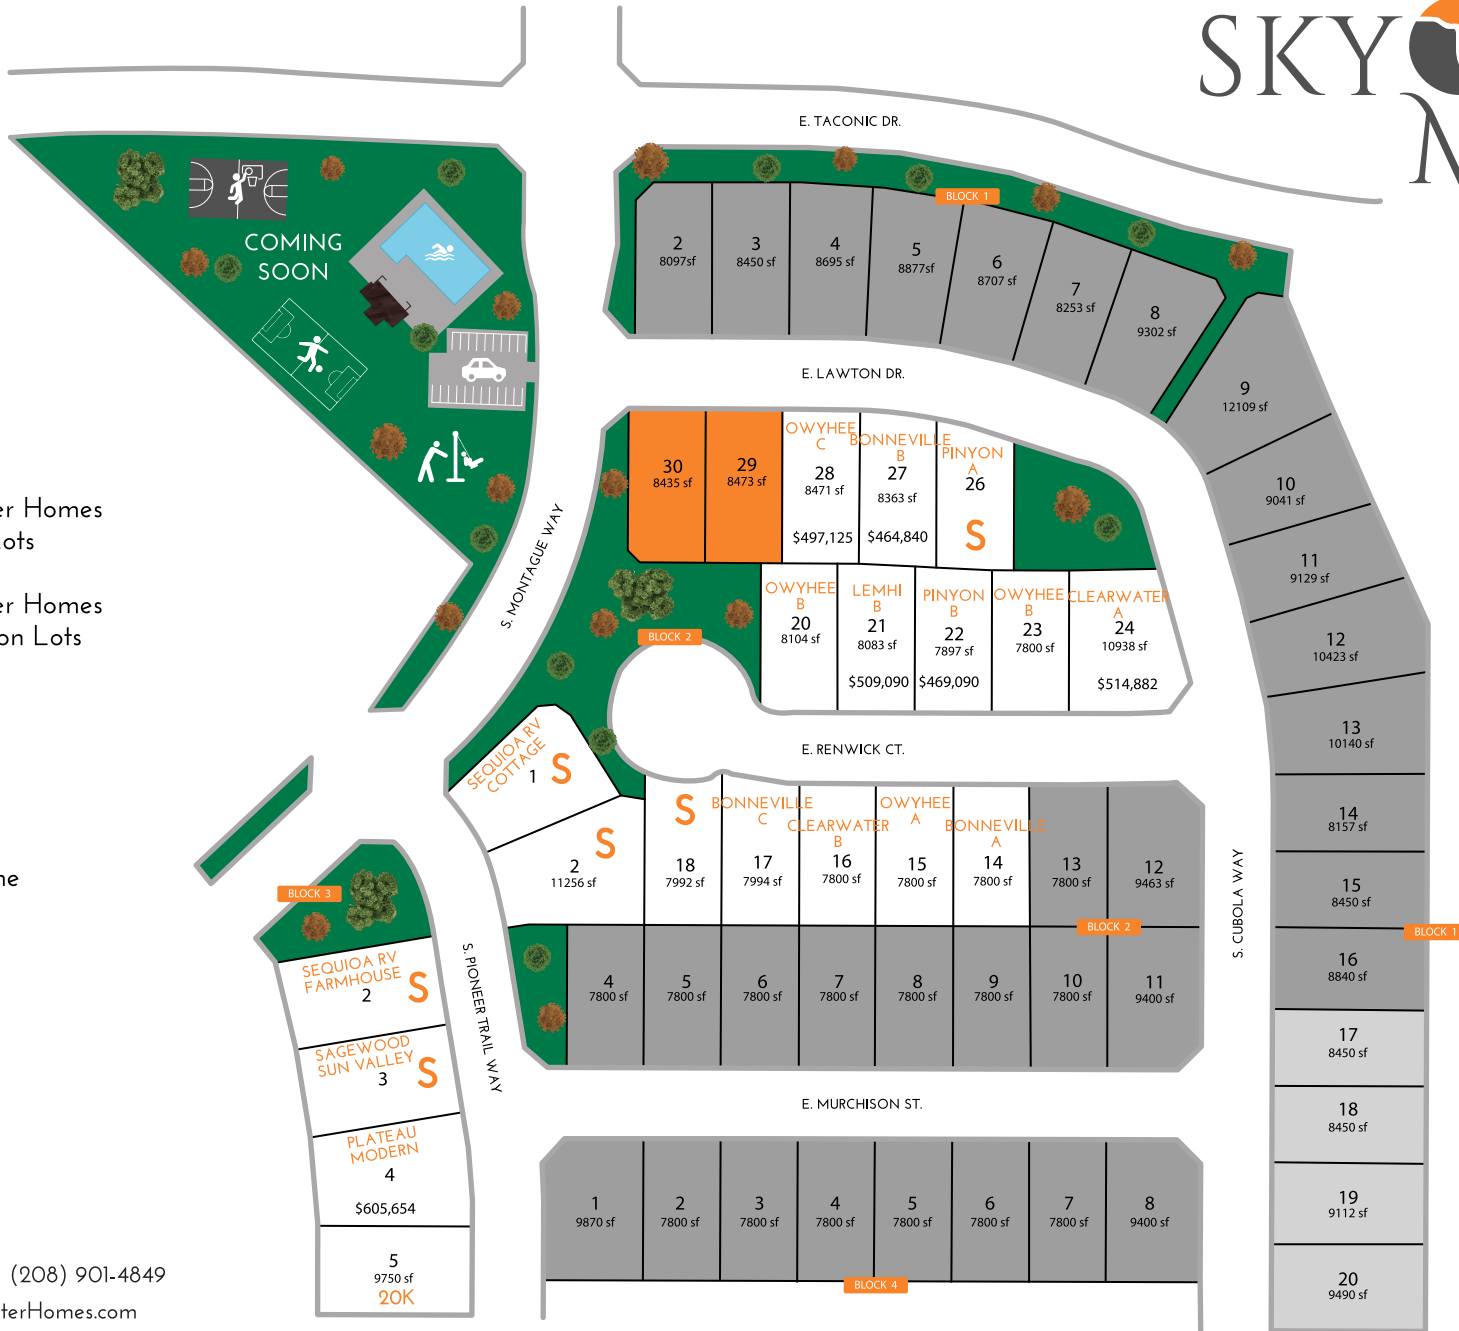 SKY
E. TACONIC DR.
BLOCK 1
COMING
SOON
2
8097sf
3
8450 sf
4
8695 sf
5
8877sf
6
8707 sf
7
8253 sf
8
9302 sf
9
12109 sf
10
9041 sf
11
9129 sf
12
10423 sf
13
10140 sf
14
8157 sf
15
8450 sf
BLOCK 1
16
8840 sf
17
8450 sf
18
8450 sf
19
9112 sf
20
9490 sf
E. LAWTON DR.
30
8435 sf
29
8473 sf
OWYHEE
C
28
8471 sf
$497,125
BONNEVILLE
B
27
8363 sf
$464,840
PINYON
A
26
S
S. MONTAGUE WAY
BLOCK 2
OWYHEE
B
20
8104 sf
LEMHI
B
21
8083 sf
$509,090
PINYON
B
22
7897 sf
$469,090
OWYHEE
B
23
7800 sf
CLEARWATER
A
24
10938 sf
$514,882
E. RENWICK CT.
SEQUIOA RV
COTTAGE
1
S
2
11256 sf
S
S
18
7992 sf
BONNEVILLE
C
17
7994 sf
CLEARWATER
B
16
7800 sf
OWYHEE
A
15
7800 sf
BONNEVILLE
A
14
7800 sf
13
7800 sf
12
9463 sf
BLOCK 2
4
7800 sf
5
7800 sf
6
7800 sf
7
7800 sf
8
7800 sf
9
7800 sf
10
7800 sf
11
9400 sf
S. CUBOLA WAY
S. PIONEER TRAIL WAY
E. MURCHISON ST.
BLOCK 3
SEQUIOA RV
FARMHOUSE
2
S
SAGEWOOD
SUN VALLEY
3
S
PLATEAU
MODERN
4
$605,654
5
9750 sf
20K
1
9870 sf
2
7800 sf
3
7800 sf
4
7800 sf
5
7800 sf
6
7800 sf
7
7800 sf
8
9400 sf
BLOCK 4
er Homes
ots
er Homes
on Lots
ne
(208) 901-4849
terHomes.com